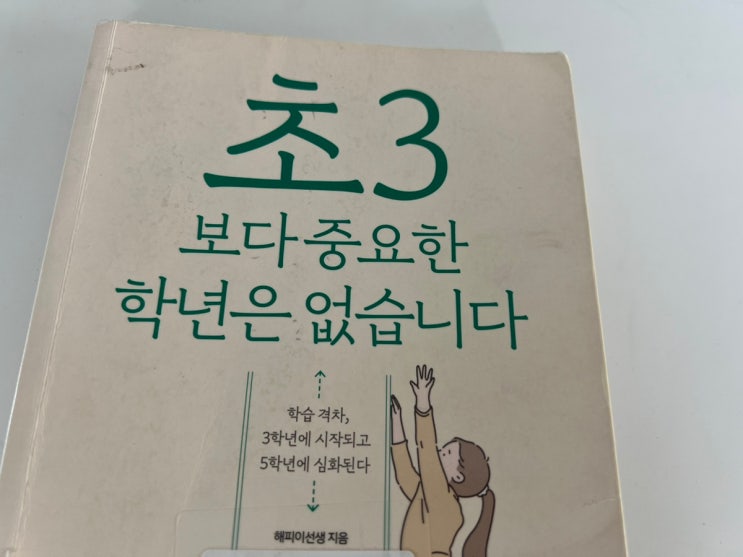 초3
보다 중요한
학년은 없습니다
학습 격차,
3학년에 시작되고
5학년에 심화된다
해피이선생 지음